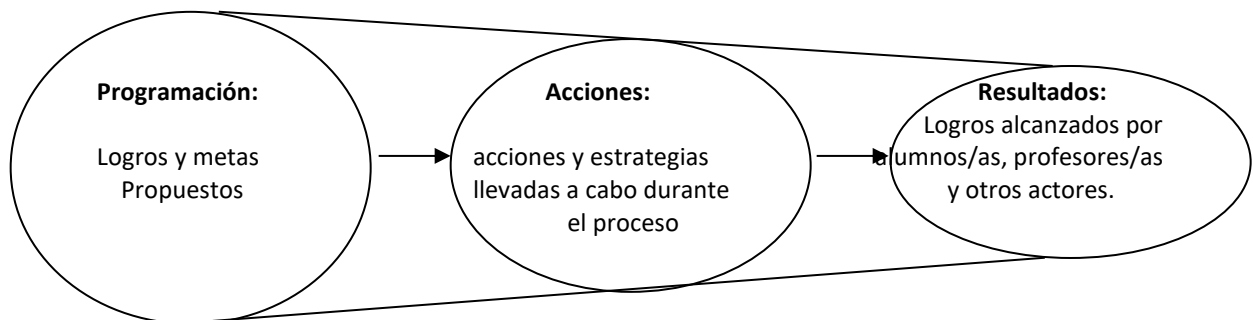 Programación:
Logros y metas
Propuestos
Acciones:
acciones y estrategias
llevadas a cabo durante
el proceso
Resultados:
Logros alcanzados por
alumnos/as, profesores/as
y otros actores.